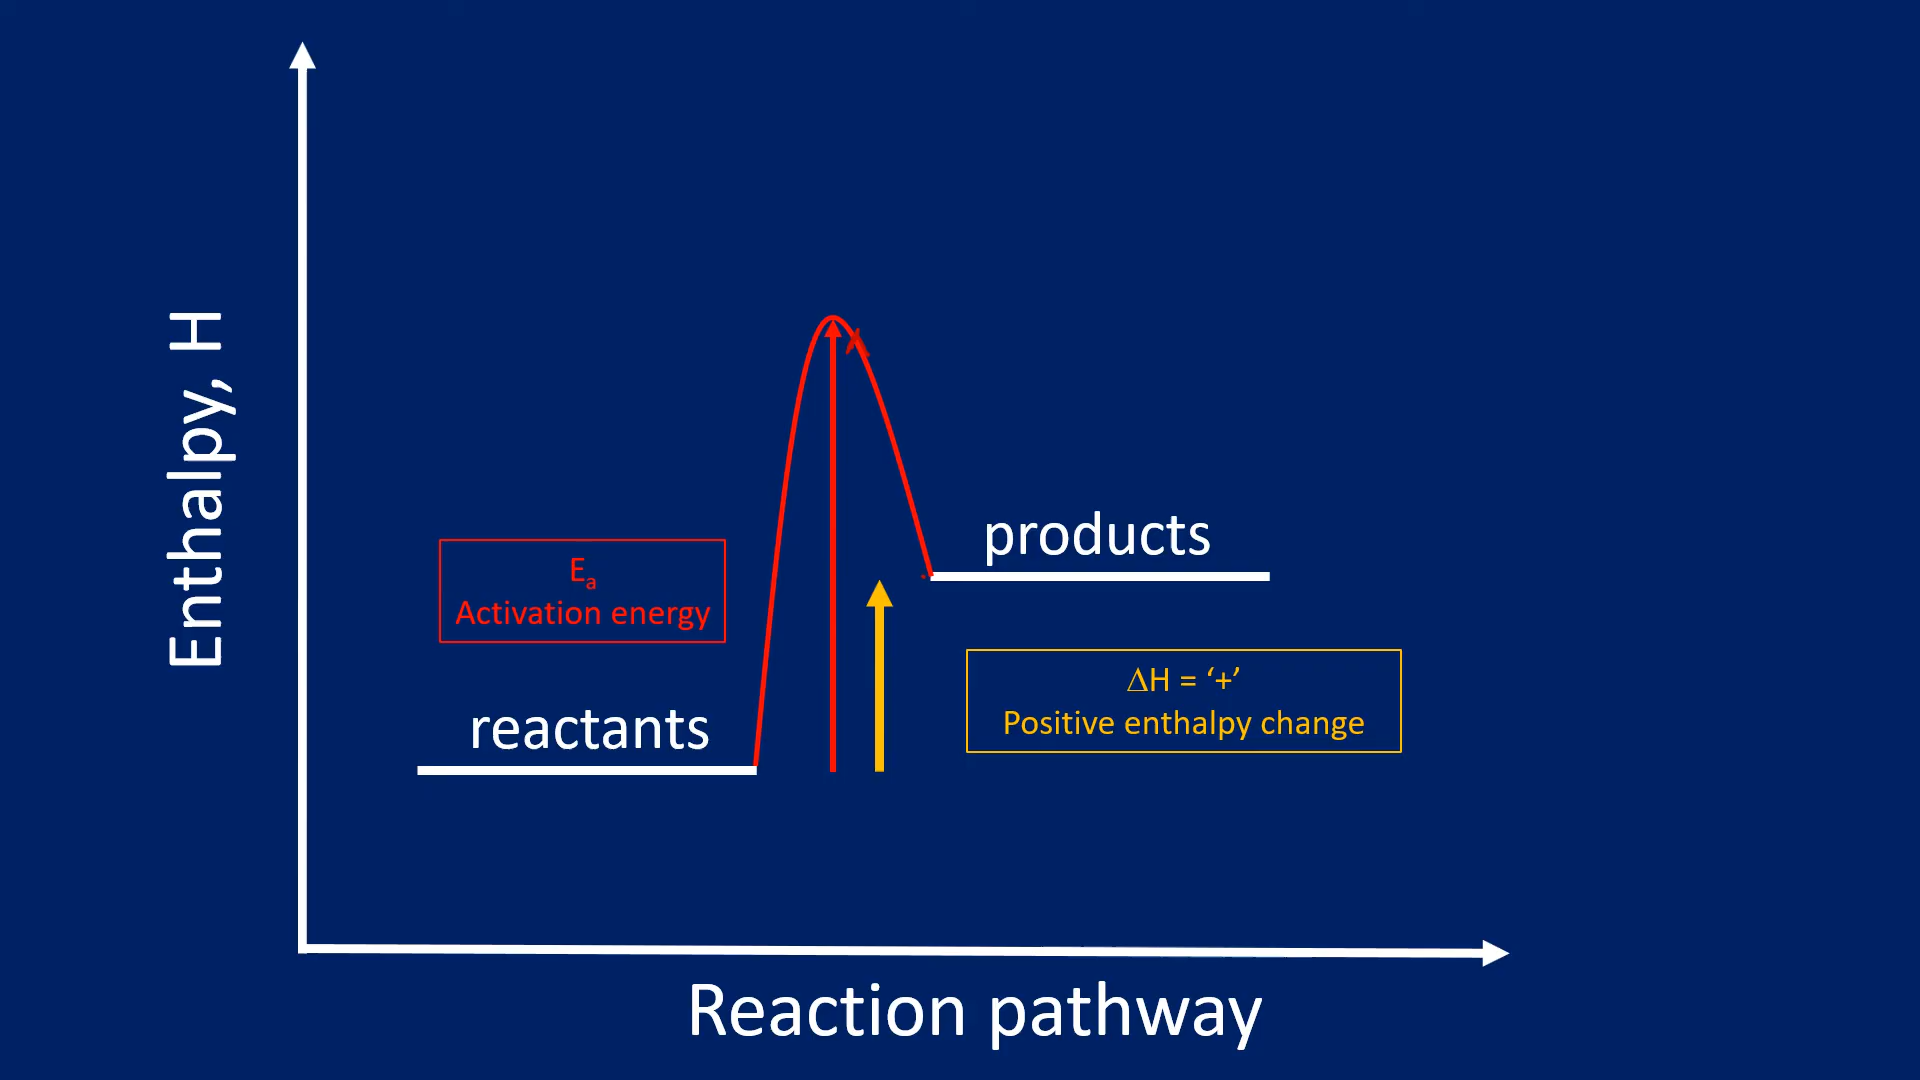 Enthalpy, H
products
Ea
Activation energy
ΔH = ‘+’
Positive enthalpy change
reactants
Reaction pathway